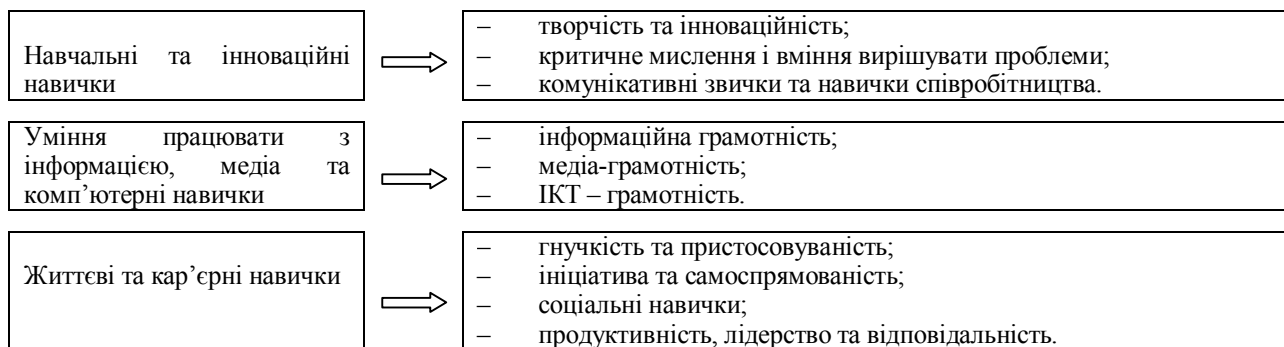 Навчальні та інноваційні
навички
– творчість та інноваційність;
– критичне мислення і вміння вирішувати проблеми;
– комунікативні звички та навички співробітництва.
Уміння працювати з
інформацією, медіа та
комп’ютерні навички
– інформаційна грамотність;
– медіа-грамотність;
– ІКТ – грамотність.
Життєві та кар’єрні навички
– гнучкість та пристосовуваність;
– ініціатива та самоспрямованість;
– соціальні навички;
– продуктивність, лідерство та відповідальність.